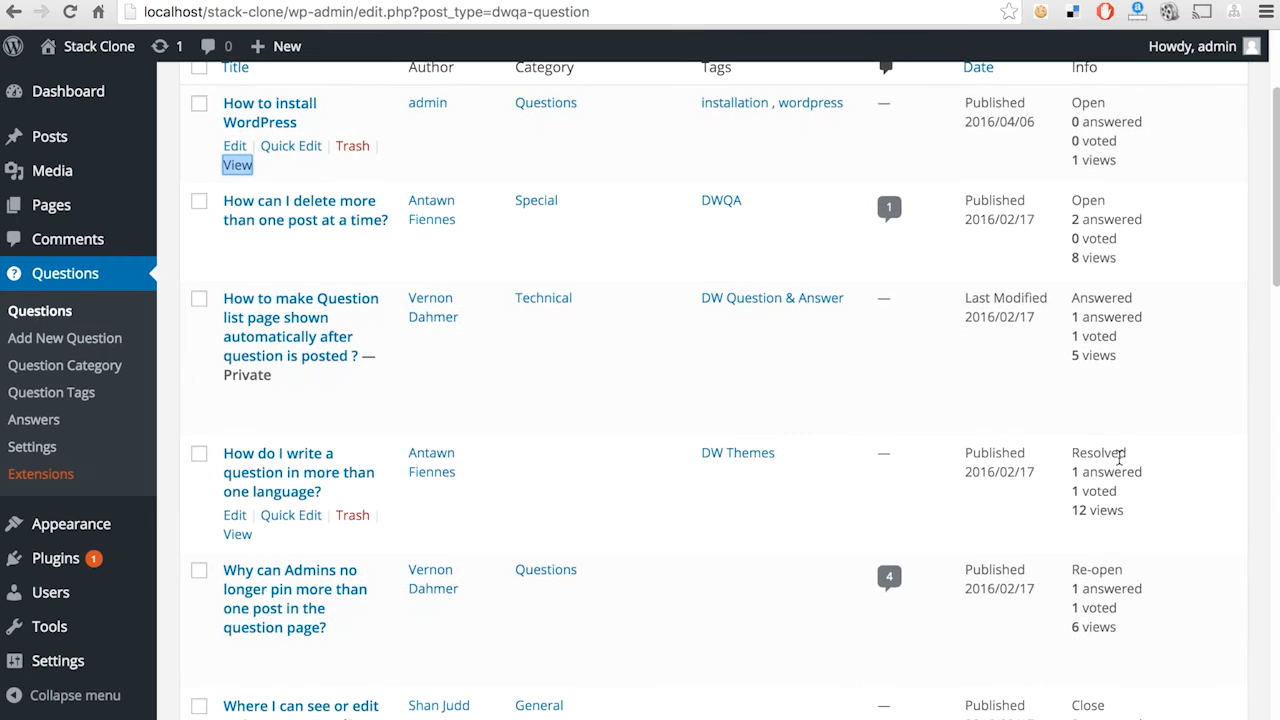 localhost/stack-clone/wp-admin/edit.php?post_type=dwqa-question
Stack Clone 1 0 + New Howdy, admin
Dashboard
Posts
Media
Pages
Comments
Questions
Questions
Add New Question
Question Category
Question Tags
Answers
Settings
Extensions
Appearance
Plugins 1
Users
Tools
Settings
Collapse menu
Title Author Category Tags Date Info
How to install admin Questions installation , wordpress — Published Open
WordPress 2016/04/06 0 answered
Edit | Quick Edit | Trash | 0 voted
View 1 views
How can I delete more Antawn Special DWQA 1 Published Open
than one post at a time? Fiennes 2016/02/17 2 answered
0 voted
8 views
How to make Question Vernon Technical DW Question & Answer — Last Modified Answered
list page shown Dahmer 2016/02/17 1 answered
automatically after 1 voted
question is posted ? — 5 views
Private
How do I write a Antawn DW Themes — Published Resolved
question in more than Fiennes 2016/02/17 1 answered
one language? 1 voted
Edit | Quick Edit | Trash | 12 views
View
Why can Admins no Vernon Questions 4 Published Re-open
longer pin more than Dahmer 2016/02/17 1 answered
one post in the 1 voted
question page? 6 views
Where I can see or edit Shan Judd General — Published Close